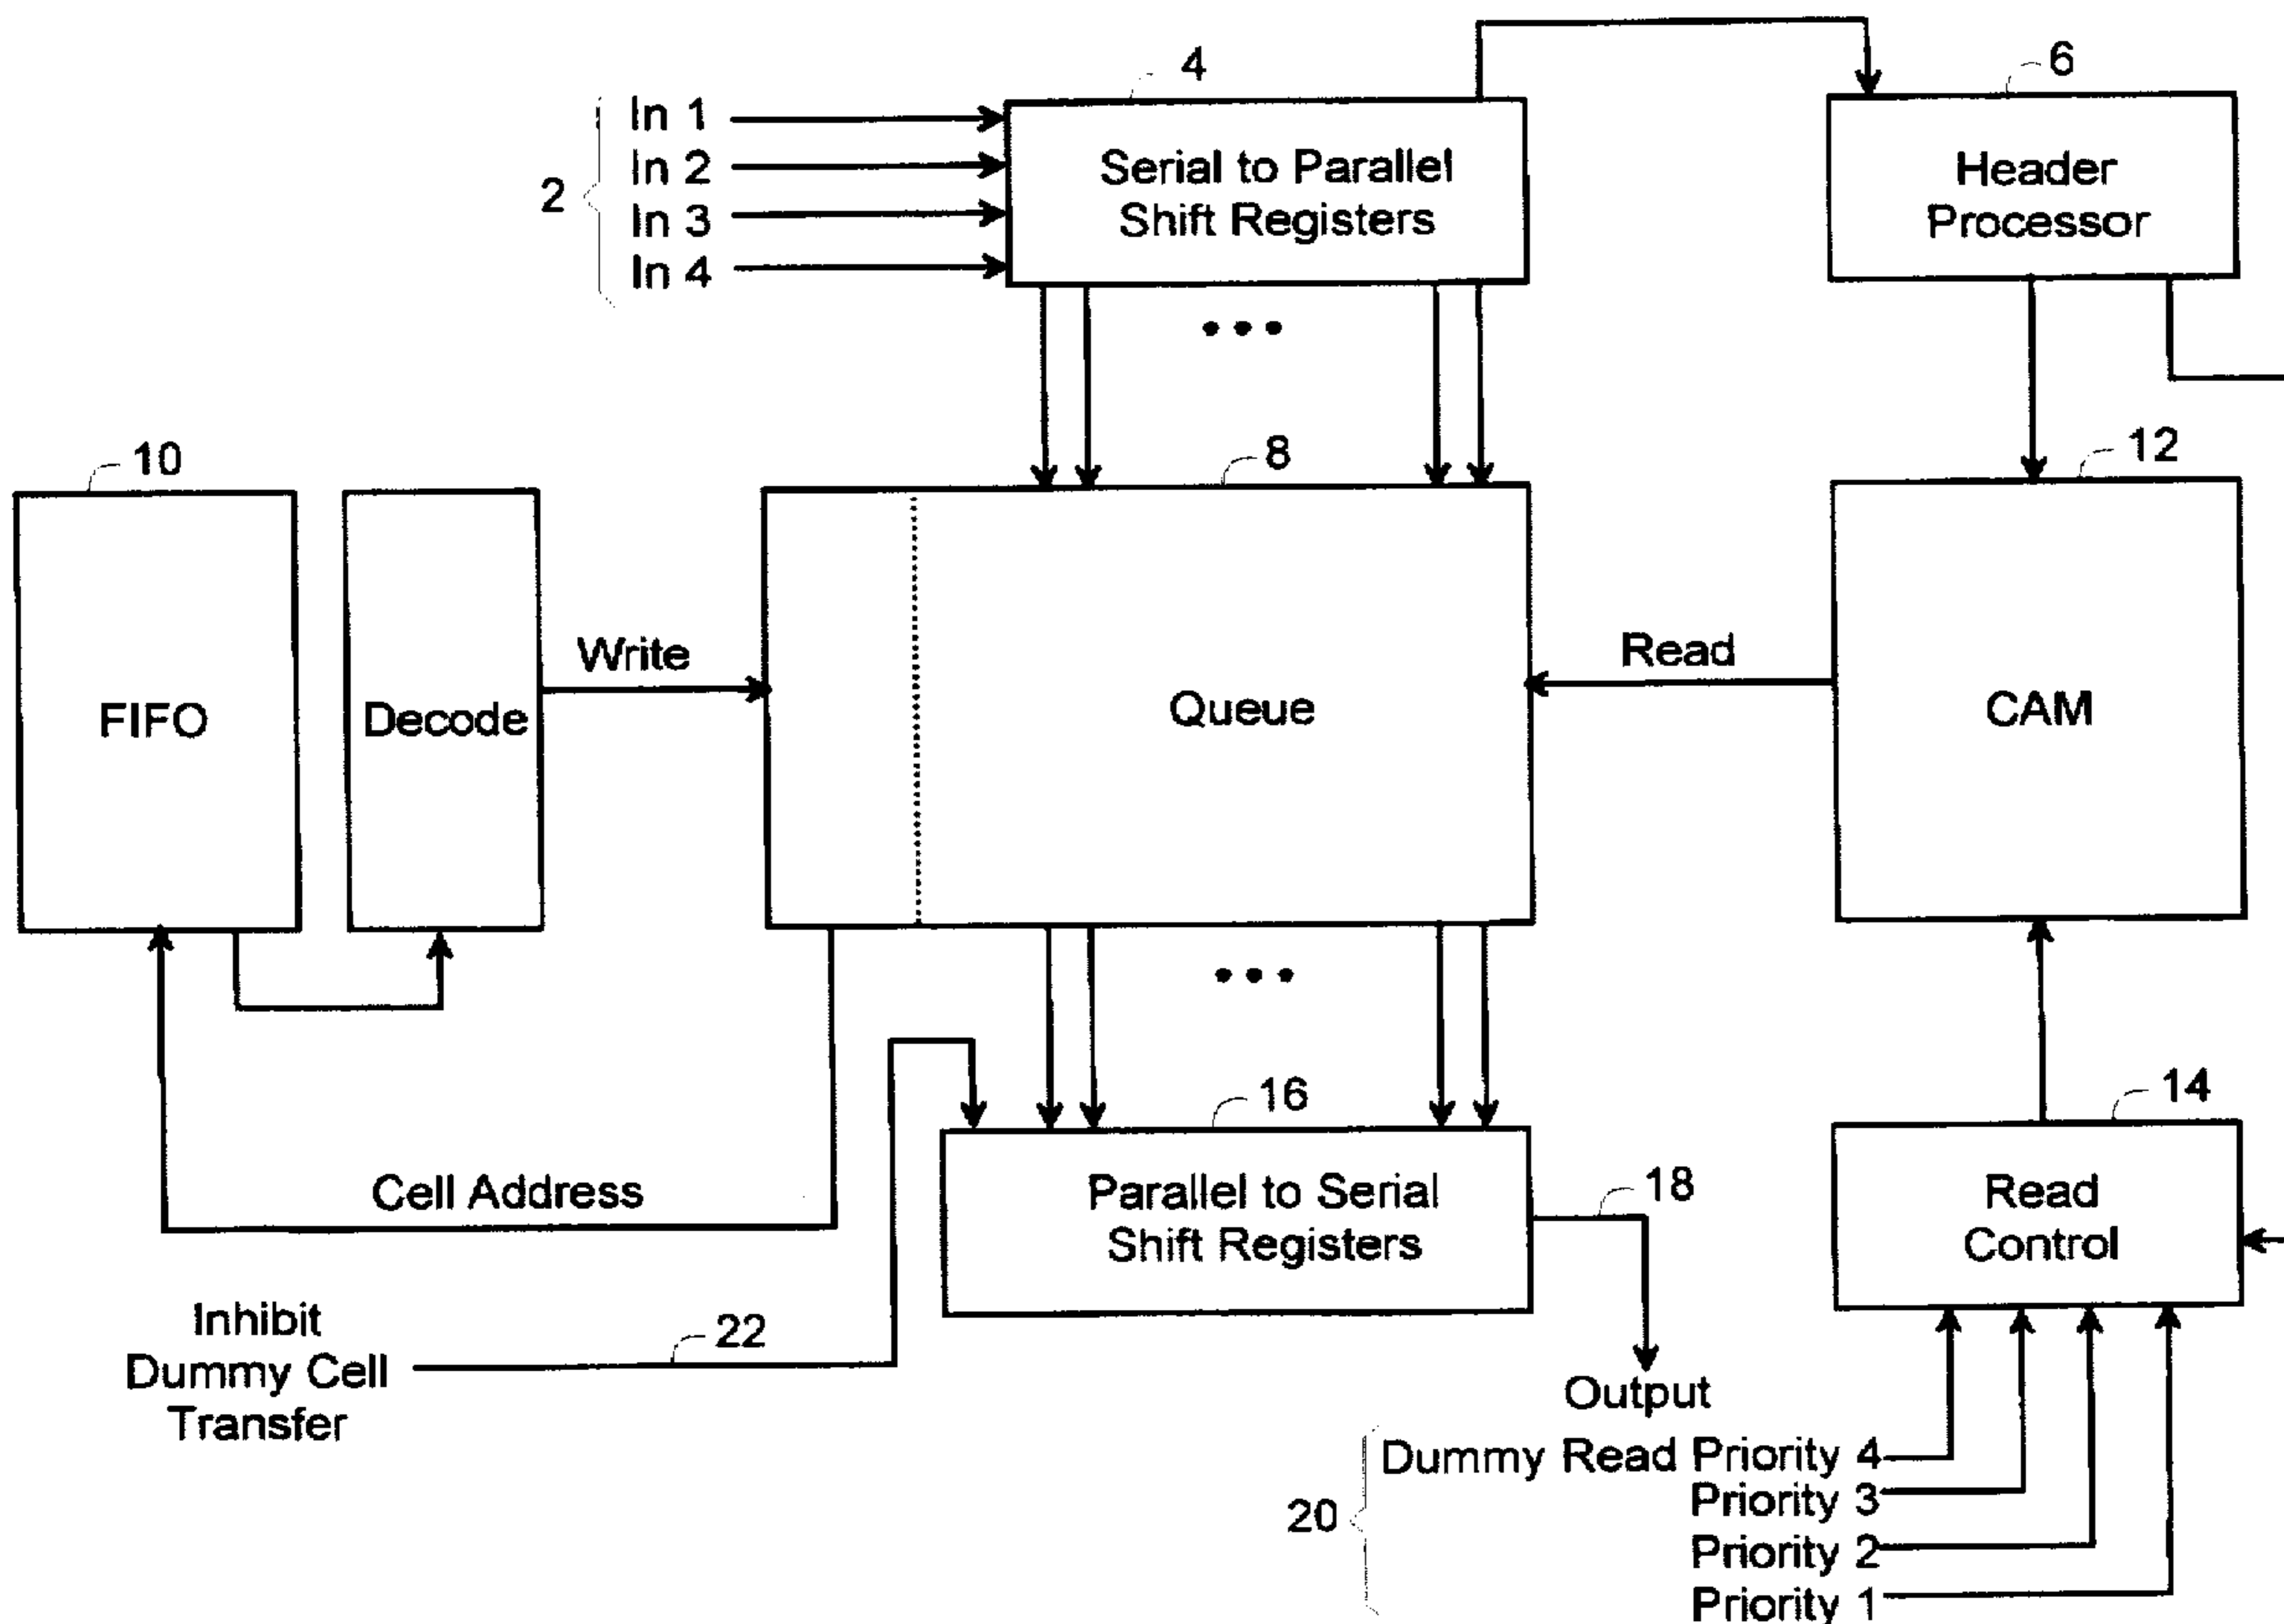 4
6
2
In 1
In 2
In 3
In 4
Serial to Parallel
Shift Registers
Header
Processor
10
8
12
FIFO
Decode
Write
Queue
Read
CAM
16
14
Cell Address
Parallel to Serial
Shift Registers
18
Read
Control
Inhibit
Dummy Cell
Transfer
22
Output
20
Dummy Read Priority 4
Priority 3
Priority 2
Priority 1